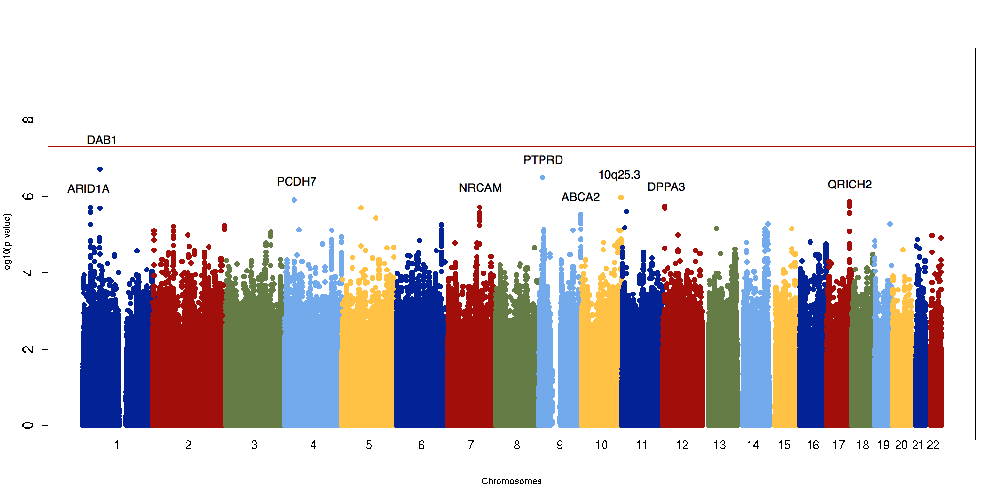 8
DAB1
PTPRD
10q25.3
PCDH7
QRICH2
DPPA3
NRCAM
ARID1A
6
ABCA2
-log10(p-value)
4
2
0
1 2 3 4 5 6 7 8 9 10 11 12 13 14 15 16 17 18 19 20 21 22
Chromosomes